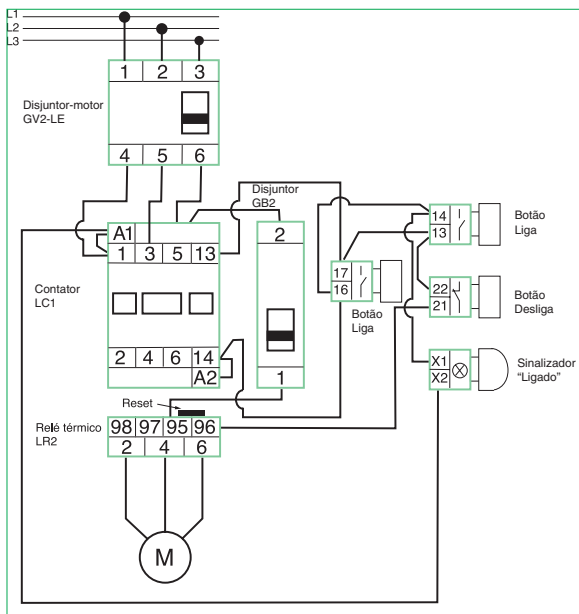 L1
L2
L3
1 2 3
Disjuntor-motor
GV2-LE
4 5 6
Disjuntor
GB2
2
A1
1 3 5 13
Contator
LC1
2 4 6 14
A2
1
17
16
Botão
Liga
14
13
Botão
Liga
22
21
Botão
Desliga
X1
X2
Sinalizador
“Ligado”
Reset
Relé térmico
LR2
98 97 95 96
2 4 6
M